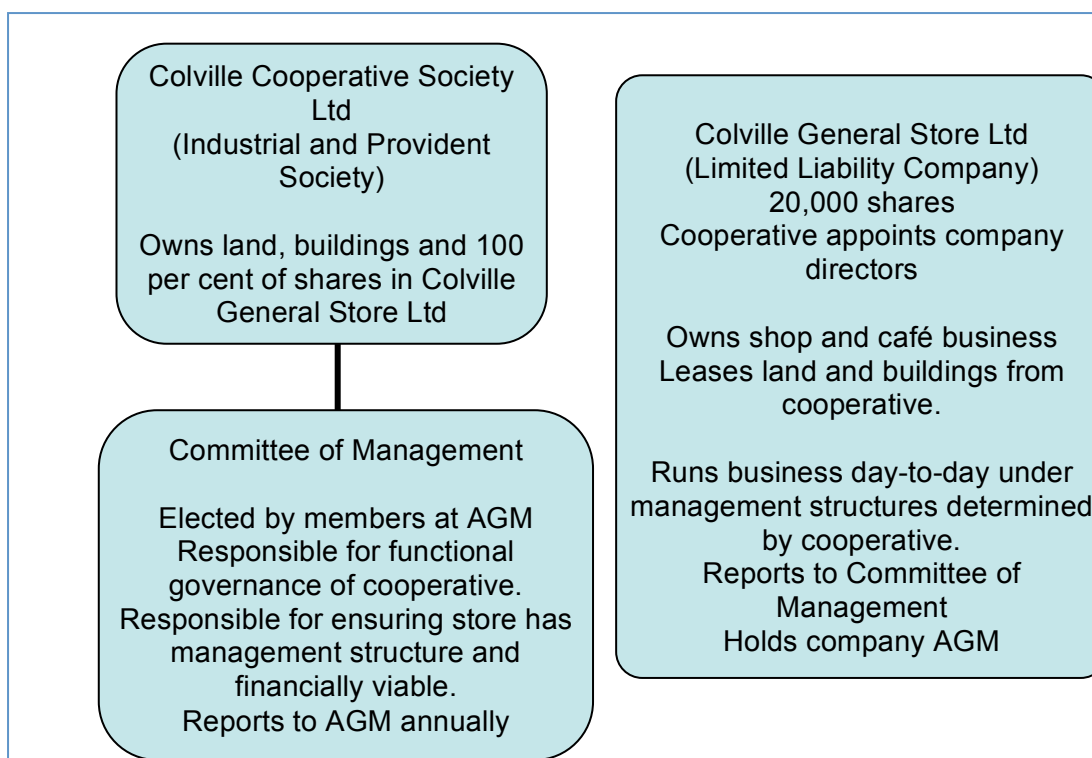 Colville Cooperative Society
Ltd
(Industrial and Provident
Society)
Owns land, buildings and 100
per cent of shares in Colville
General Store Ltd
Committee of Management
Elected by members at AGM
Responsible for functional
governance of cooperative.
Responsible for ensuring store has
management structure and
financially viable.
Reports to AGM annually
Colville General Store Ltd
(Limited Liability Company)
20,000 shares
Cooperative appoints company
directors
Owns shop and café business
Leases land and buildings from
cooperative.
Runs business day-to-day under
management structures determined
by cooperative.
Reports to Committee of
Management
Holds company AGM